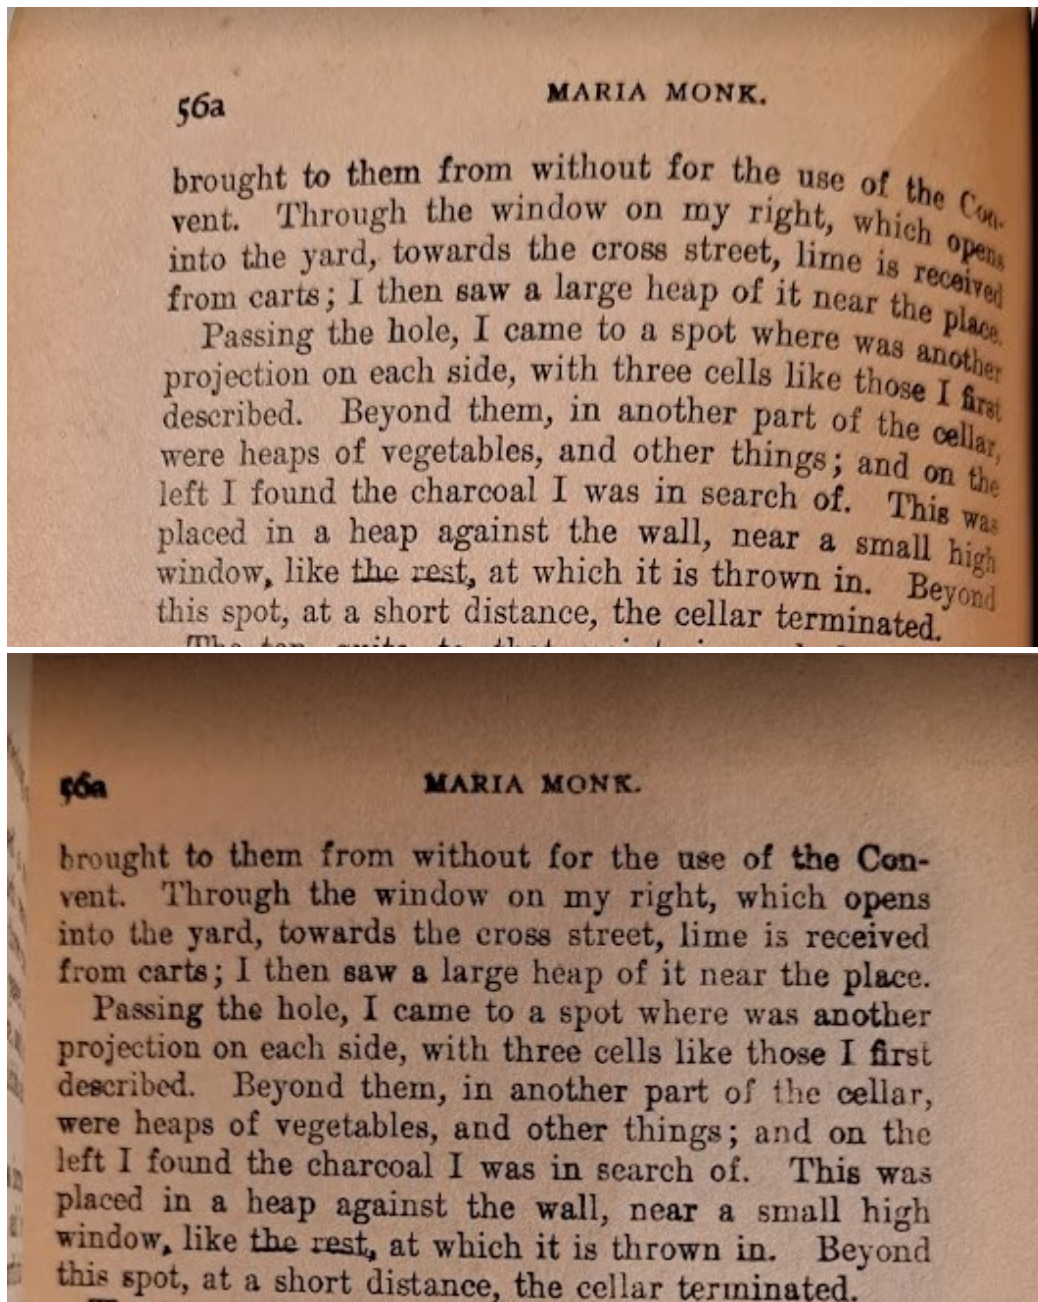 56a MARIA MONK.
brought to them from without for the use of the Con-
vent. Through the window on my right, which opens
into the yard, towards the cross street, lime is received
from carts; I then saw a large heap of it near the place.
Passing the hole, I came to a spot where was another
projection on each side, with three cells like those I first
described. Beyond them, in another part of the cellar,
were heaps of vegetables, and other things; and on the
left I found the charcoal I was in search of. This was
placed in a heap against the wall, near a small high
window, like the rest, at which it is thrown in. Beyond
this spot, at a short distance, the cellar terminated.
56a MARIA MONK.
brought to them from without for the use of the Con-
vent. Through the window on my right, which opens
into the yard, towards the cross street, lime is received
from carts; I then saw a large heap of it near the place.
Passing the hole, I came to a spot where was another
projection on each side, with three cells like those I first
described. Beyond them, in another part of the cellar,
were heaps of vegetables, and other things; and on the
left I found the charcoal I was in search of. This was
placed in a heap against the wall, near a small high
window, like the rest, at which it is thrown in. Beyond
this spot, at a short distance, the cellar terminated.